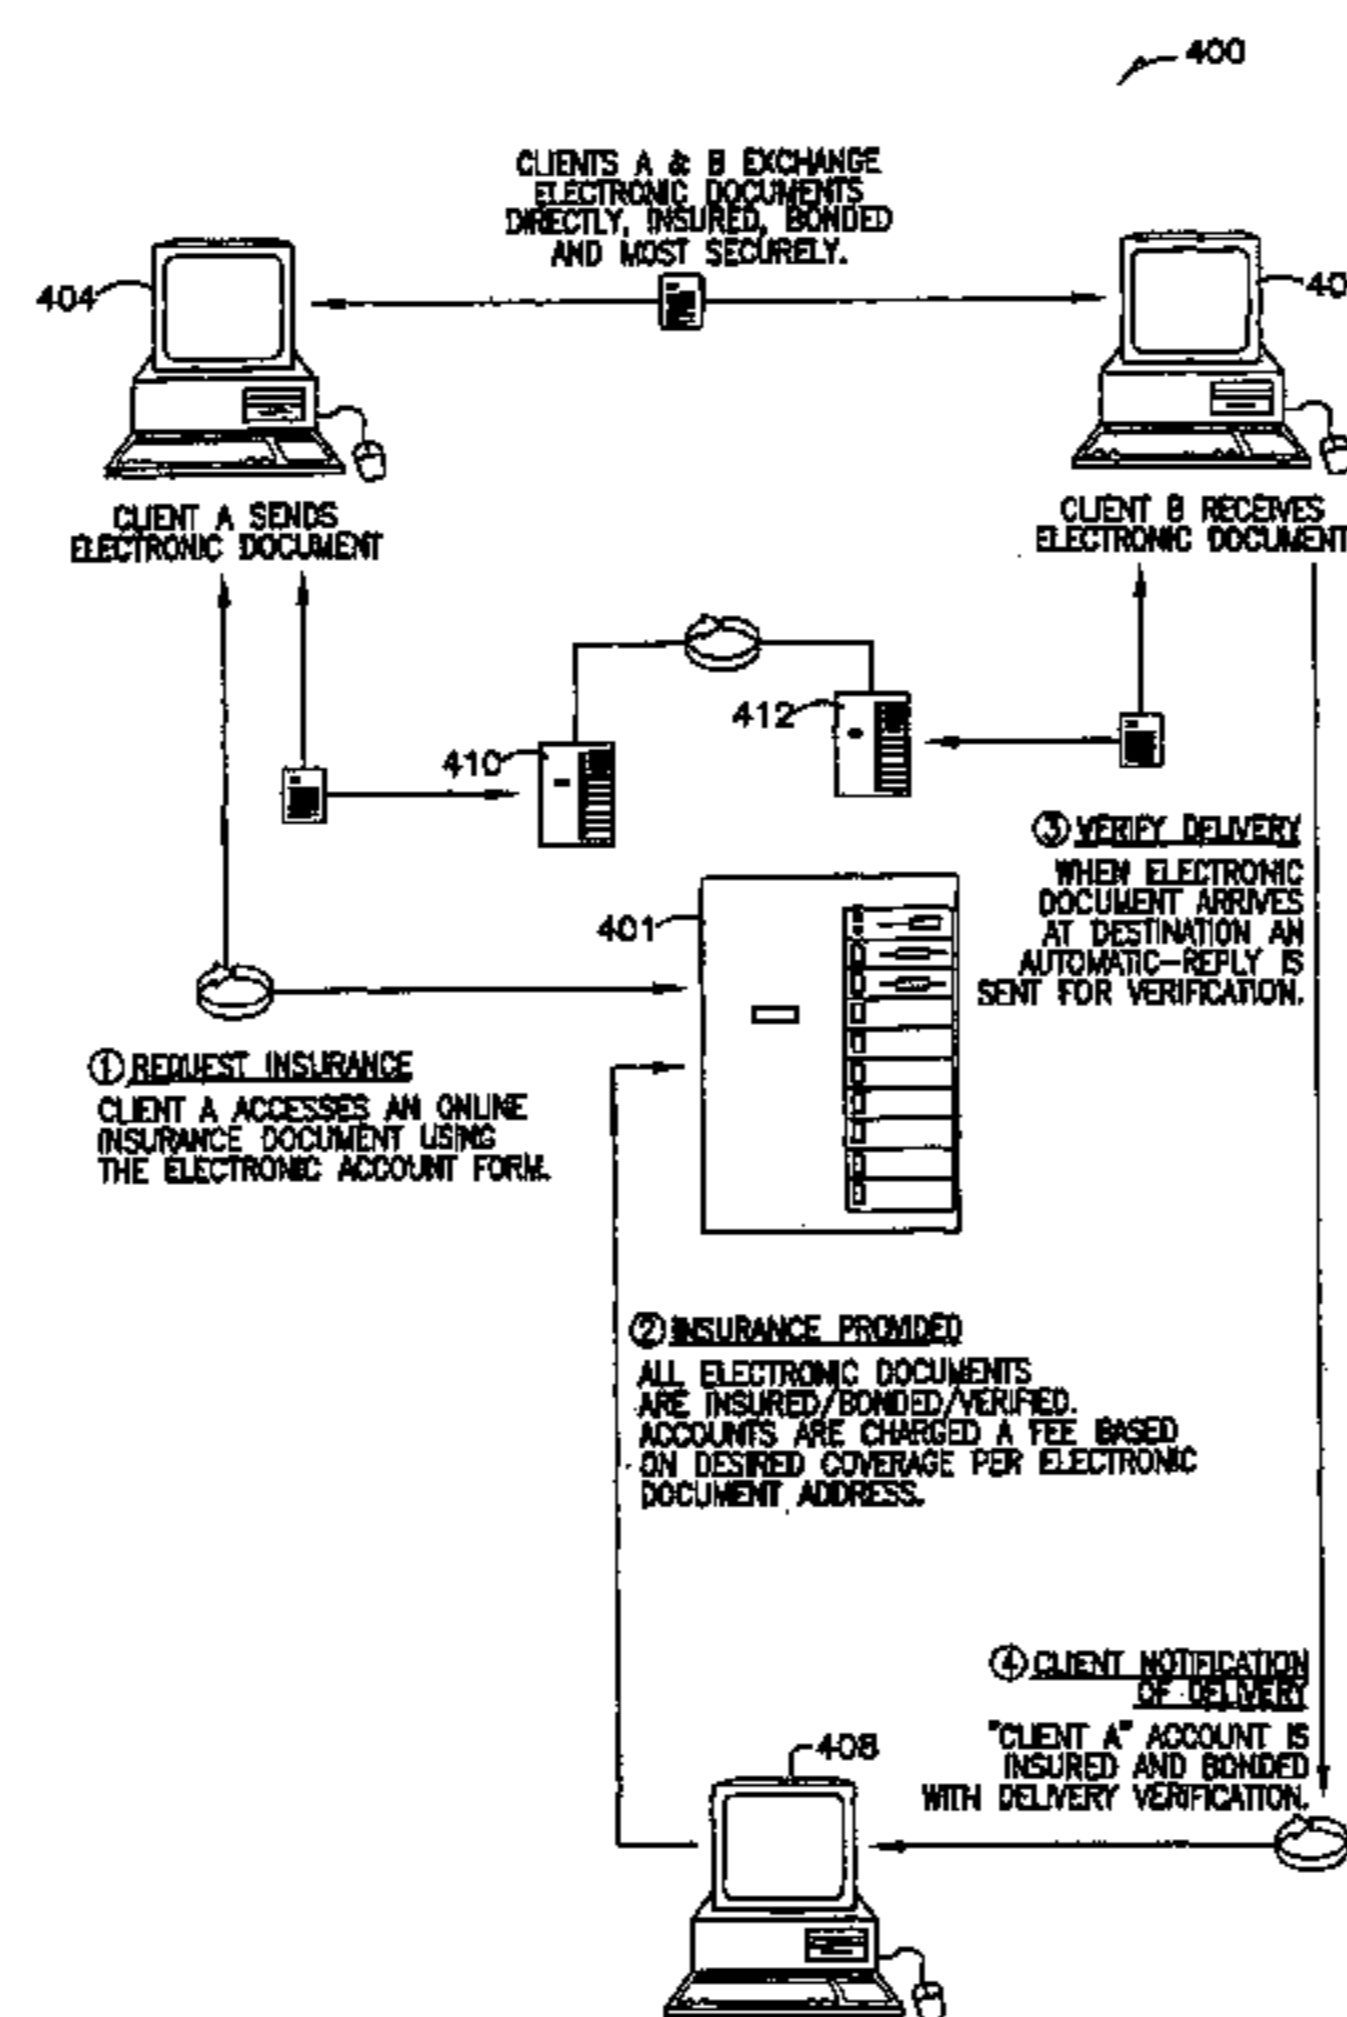 400
CLIENTS A & B EXCHANGE
ELECTRONIC DOCUMENTS
DIRECTLY, INSURED, BONDED
AND MOST SECURELY.
404
CLIENT A SENDS
ELECTRONIC DOCUMENT
CLIENT B RECEIVES
ELECTRONIC DOCUMENT
412
410
③ VERIFY DELIVERY
WHEN ELECTRONIC
DOCUMENT ARRIVES
AT DESTINATION AN
AUTOMATIC-REPLY IS
SENT FOR VERIFICATION.
401
① REQUEST INSURANCE
CLIENT A ACCESSES AN ONLINE
INSURANCE DOCUMENT USING
THE ELECTRONIC ACCOUNT FORM.
② INSURANCE PROVIDED
ALL ELECTRONIC DOCUMENTS
ARE INSURED/BONDED/VERIFIED.
ACCOUNTS ARE CHARGED A FEE BASED
ON DESIRED COVERAGE PER ELECTRONIC
DOCUMENT ADDRESS.
④ CLIENT NOTIFICATION
OF DELIVERY
"CLIENT A" ACCOUNT IS
INSURED AND BONDED
WITH DELIVERY VERIFICATION.
408